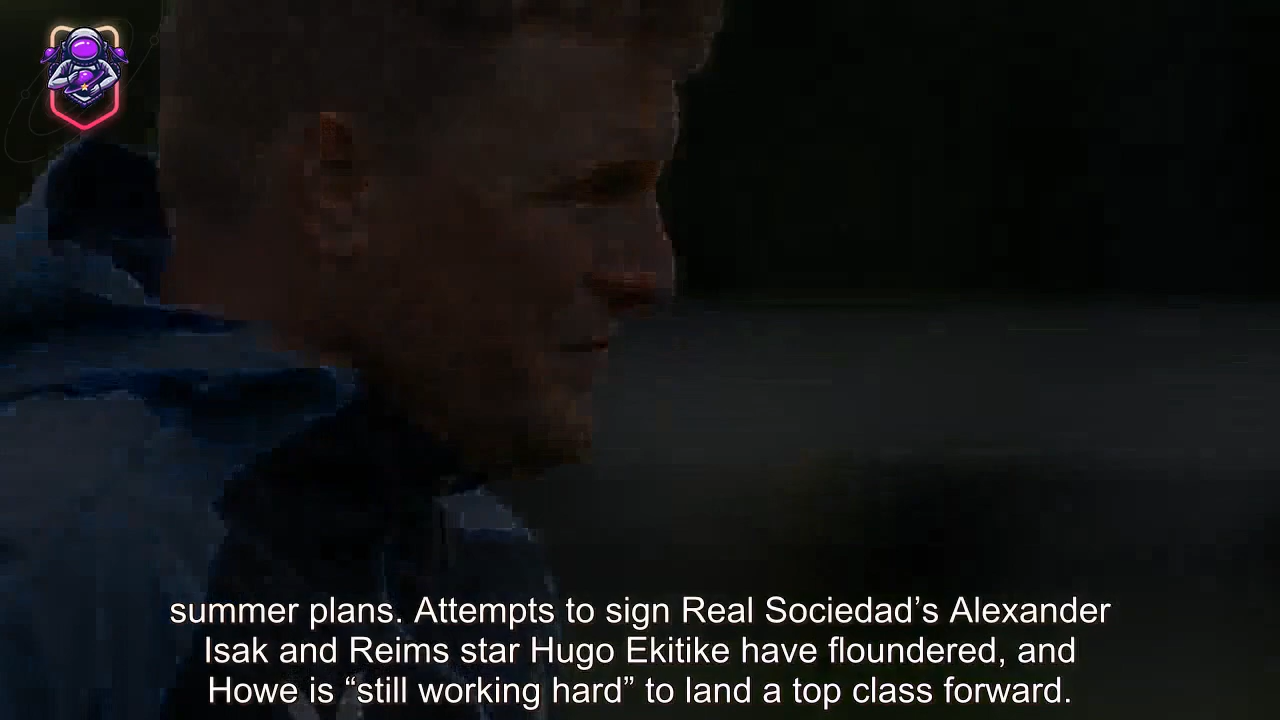 summer plans. Attempts to sign Real Sociedad’s Alexander
Isak and Reims star Hugo Ekitike have floundered, and
Howe is “still working hard” to land a top class forward.